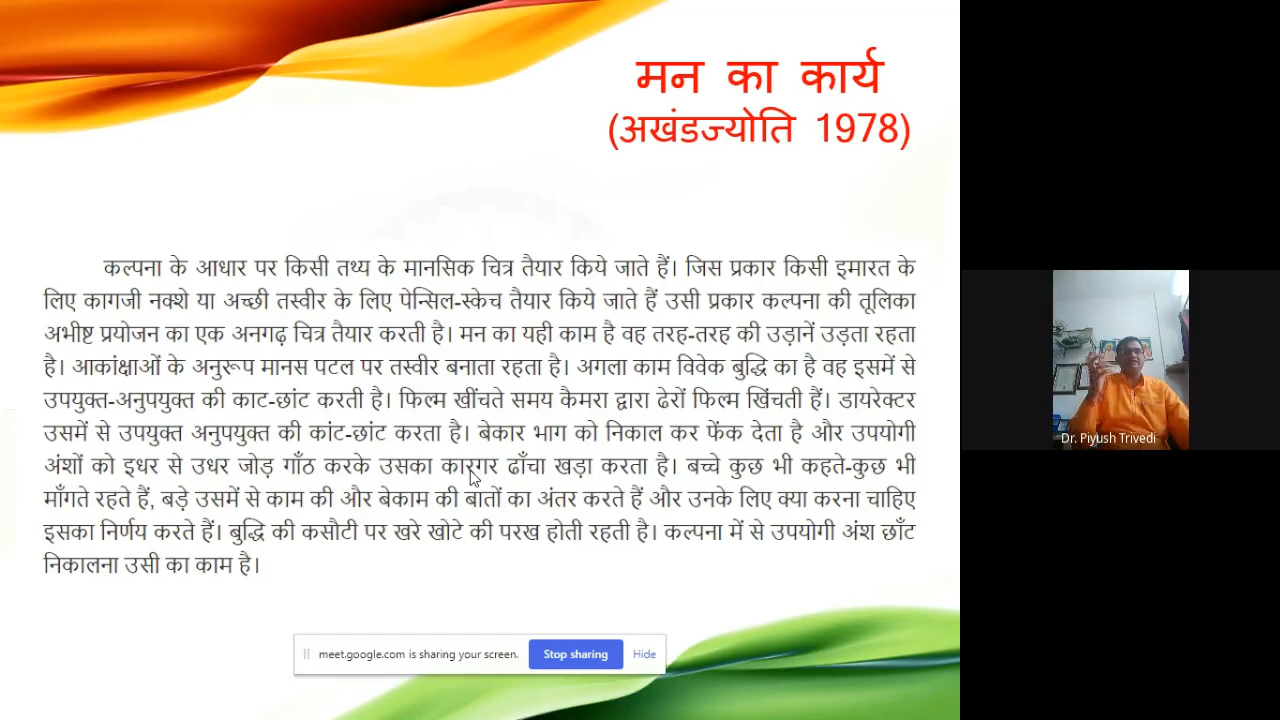 मन का कार्य
(अखंडज्योति 1978)
कल्पना के आधार पर किसी तथ्य के मानसिक चित्र तैयार किये जाते हैं। जिस प्रकार किसी इमारत के
लिए कागजी नक्शे या अच्छी तस्वीर के लिए पेन्सिल-स्केच तैयार किये जाते हैं उसी प्रकार कल्पना की तूलिका
अभीष्ट प्रयोजन का एक अनगढ़ चित्र तैयार करती है। मन का यही काम है वह तरह-तरह की उड़ानें उड़ता रहता
है। आकांक्षाओं के अनुरूप मानस पटल पर तस्वीर बनाता रहता है। अगला काम विवेक बुद्धि का है वह इसमें से
उपयुक्त-अनुपयुक्त की काट-छांट करती है। फिल्म खींचते समय कैमरा द्वारा ढेरों फिल्म खिंचती हैं। डायरेक्टर
उसमें से उपयुक्त अनुपयुक्त की कांट-छांट करता है। बेकार भाग को निकाल कर फेंक देता है और उपयोगी
अंशों को इधर से उधर जोड़ गाँठ करके उसका कारगर ढाँचा खड़ा करता है। बच्चे कुछ भी कहते-कुछ भी
माँगते रहते हैं, बड़े उसमें से काम की और बेकाम की बातों का अंतर करते हैं और उनके लिए क्या करना चाहिए
इसका निर्णय करते हैं। बुद्धि की कसौटी पर खरे खोटे की परख होती रहती है। कल्पना में से उपयोगी अंश छाँट
निकालना उसी का काम है।
meet.google.com is sharing your screen. Stop sharing Hide
Dr. Piyush Trivedi